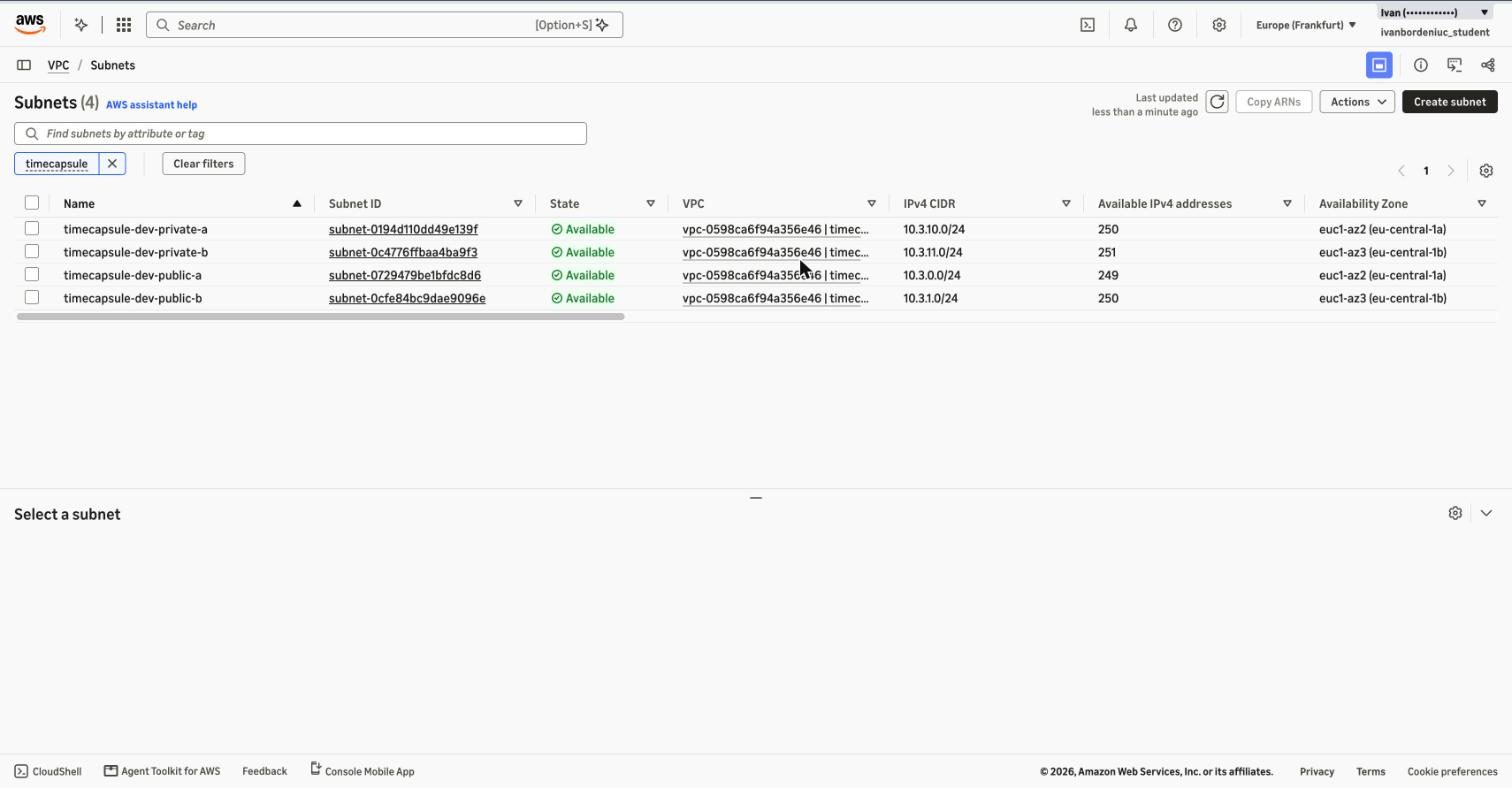 aws
Search
[Option+S]
Europe (Frankfurt)
Ivan (••••••••••••)
ivanbordeniuc_student
VPC / Subnets
Subnets (4) AWS assistant help
Last updated
less than a minute ago
Copy ARNs
Actions
Create subnet
Find subnets by attribute or tag
timecapsule
Clear filters
1
Name Subnet ID State VPC IPv4 CIDR Available IPv4 addresses Availability Zone
timecapsule-dev-private-a subnet-0194d110dd49e139f Available vpc-0598ca6f94a356e46 | timec... 10.3.10.0/24 250 euc1-az2 (eu-central-1a)
timecapsule-dev-private-b subnet-0c4776ffbaa4ba9f3 Available vpc-0598ca6f94a356e46 | timec... 10.3.11.0/24 251 euc1-az3 (eu-central-1b)
timecapsule-dev-public-a subnet-0729479be1bfdc8d6 Available vpc-0598ca6f94a356e46 | timec... 10.3.0.0/24 249 euc1-az2 (eu-central-1a)
timecapsule-dev-public-b subnet-0cfe84bc9dae9096e Available vpc-0598ca6f94a356e46 | timec... 10.3.1.0/24 250 euc1-az3 (eu-central-1b)
Select a subnet
CloudShell Agent Toolkit for AWS Feedback Console Mobile App © 2026, Amazon Web Services, Inc. or its affiliates. Privacy Terms Cookie preferences